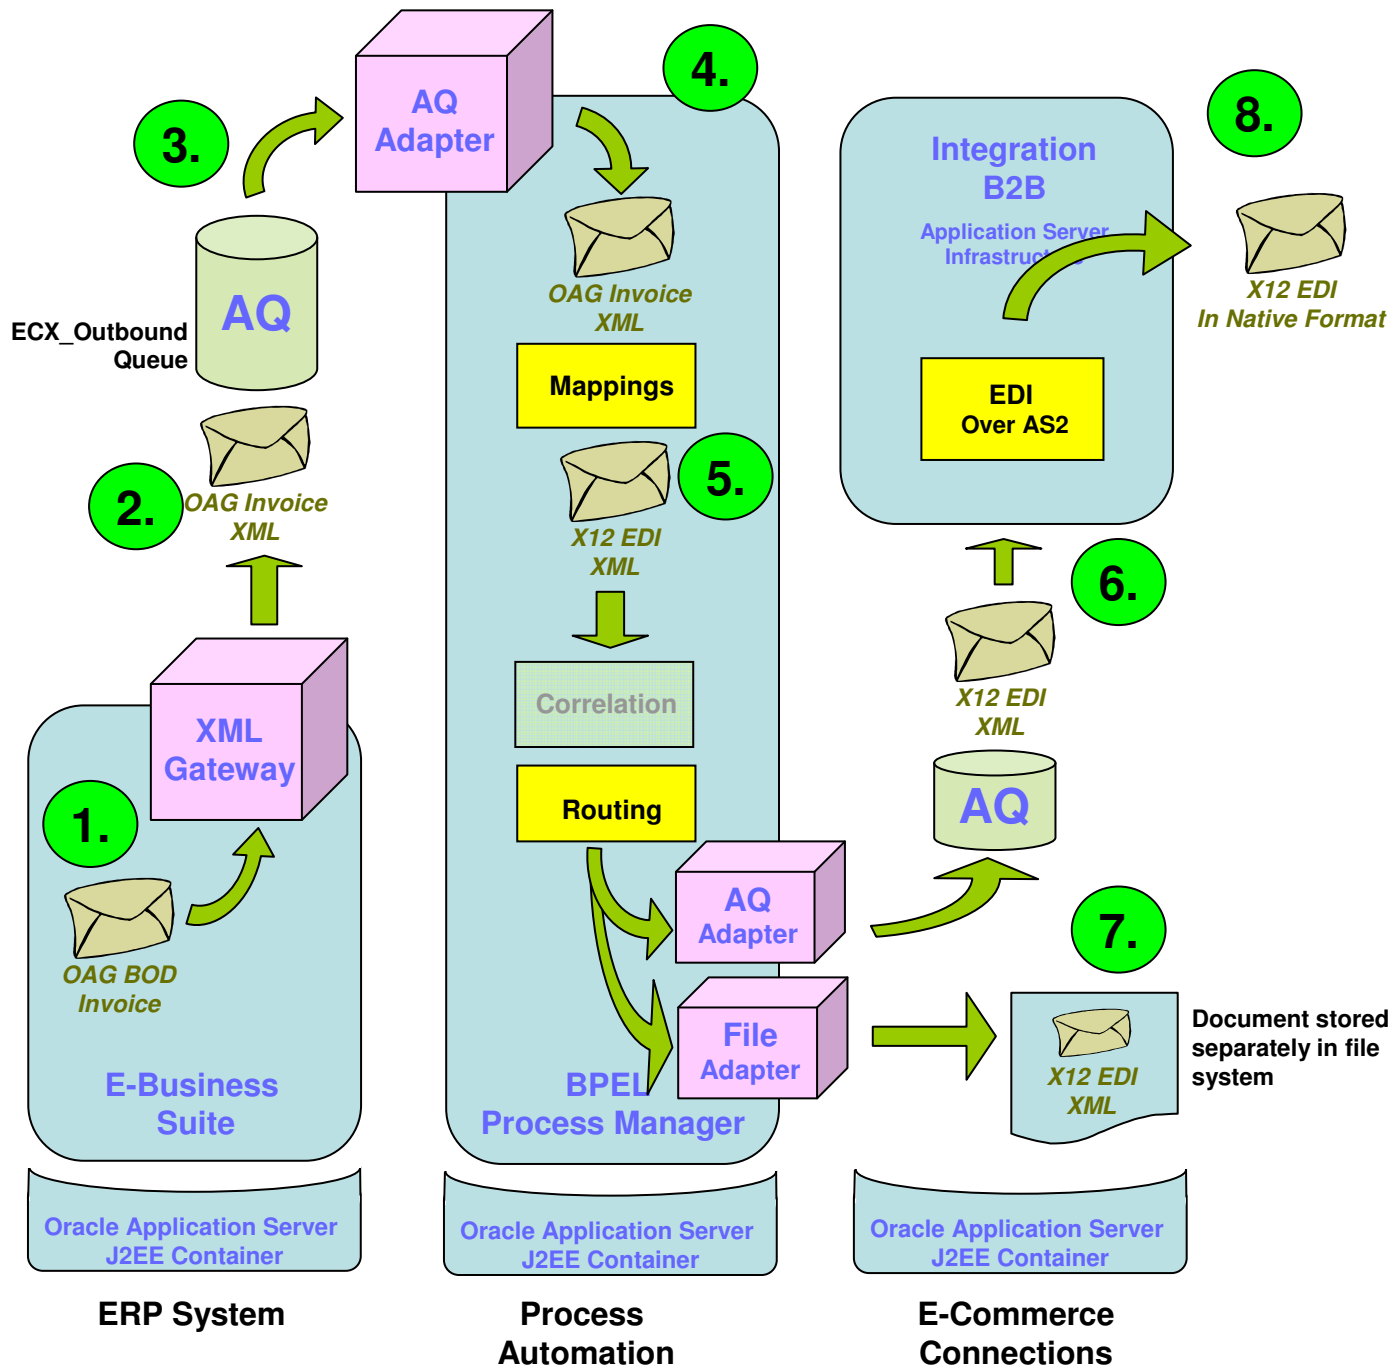 3.
AQ
Adapter
4.
8.
Integration
B2B
Application Server
Infrastructure
OAG Invoice
XML
X12 EDI
In Native Format
ECX_Outbound
Queue
AQ
Mappings
EDI
Over AS2
2.
OAG Invoice
XML
5.
X12 EDI
XML
6.
X12 EDI
XML
Correlation
XML
Gateway
1.
Routing
AQ
AQ
Adapter
7.
OAG BOD
Invoice
File
Adapter
X12 EDI
XML
Document stored
separately in file
system
E-Business
Suite
BPEL
Process Manager
Oracle Application Server
J2EE Container
Oracle Application Server
J2EE Container
Oracle Application Server
J2EE Container
ERP System
Process
Automation
E-Commerce
Connections